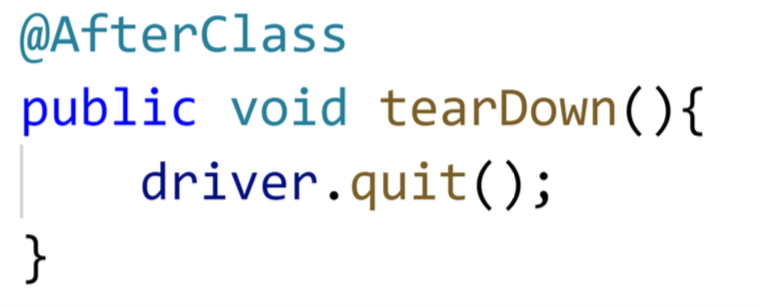 @AfterClass
public void tearDown(){
    driver.quit();
}